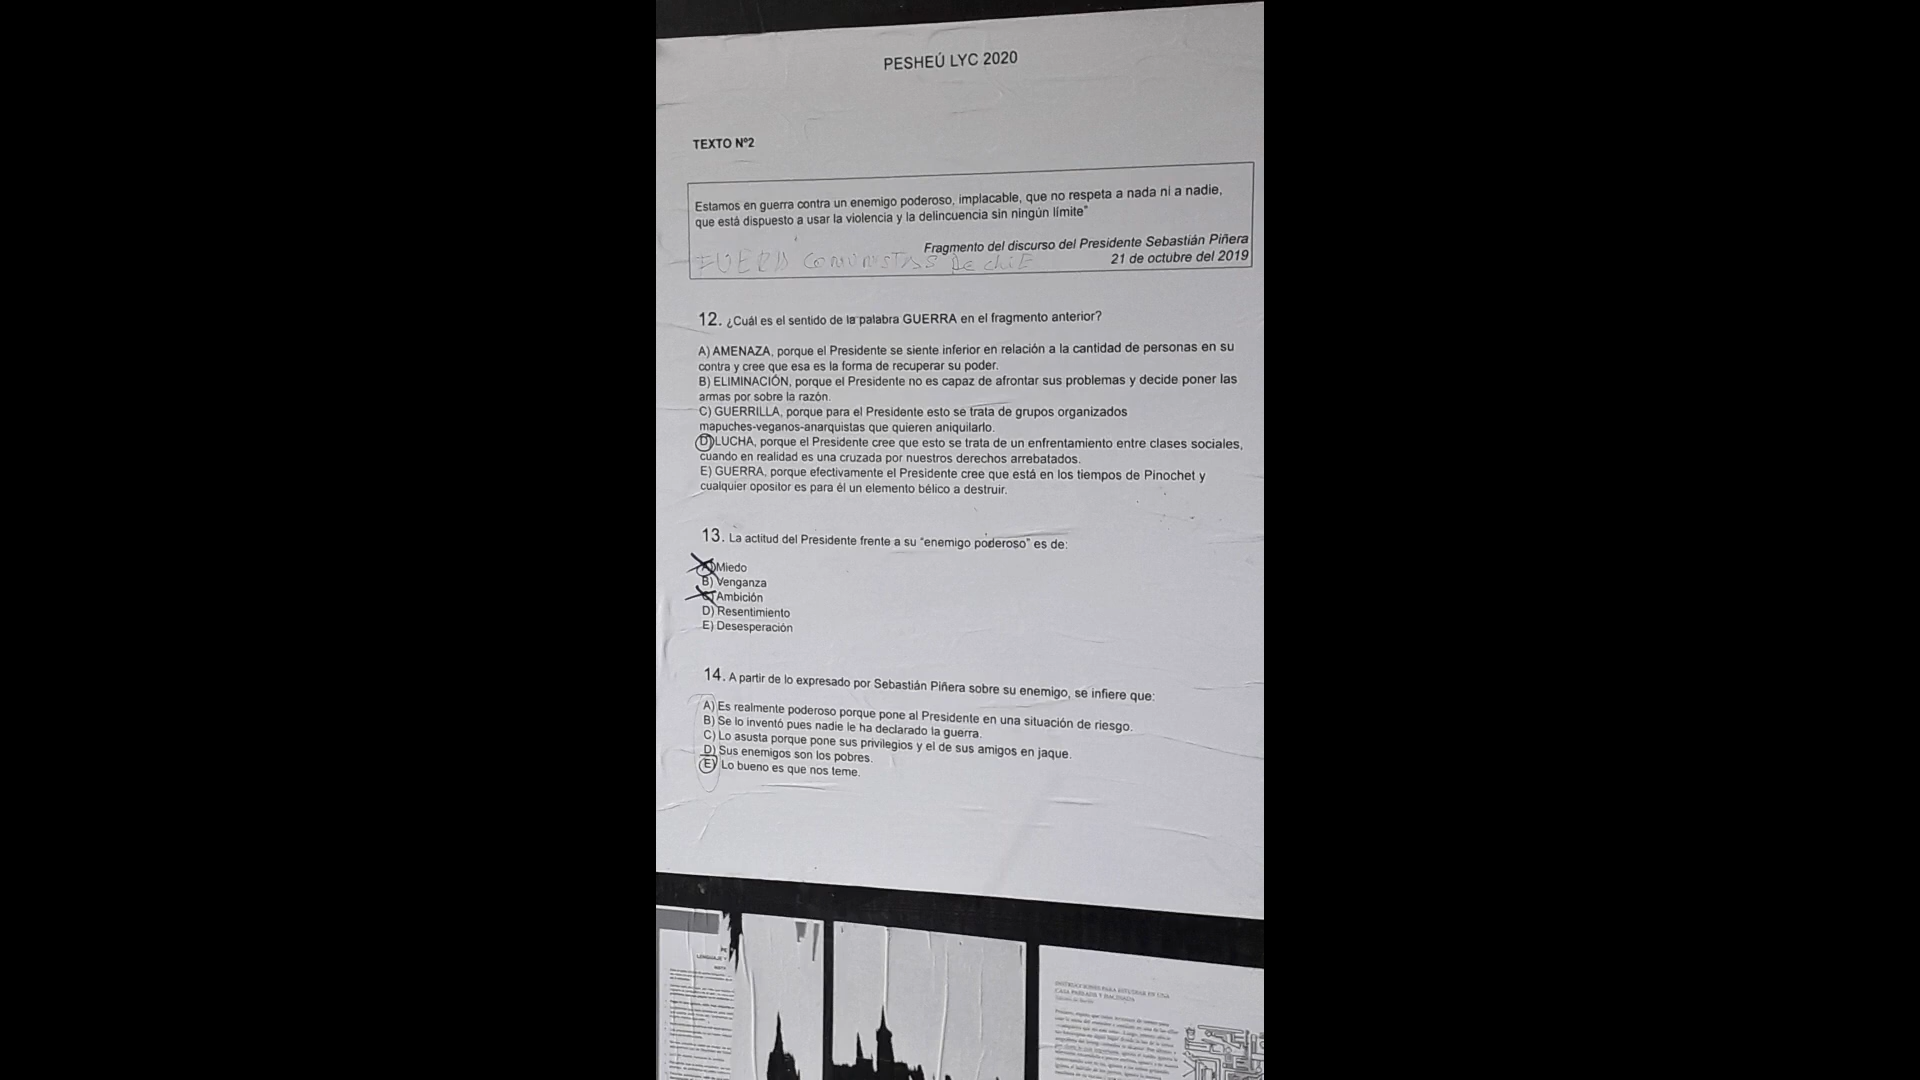 PESHEÚ LYC 2020
TEXTO Nº2
Estamos en guerra contra un enemigo poderoso, implacable, que no respeta a nada ni a nadie,
que está dispuesto a usar la violencia y la delincuencia sin ningún límite"
Fragmento del discurso del Presidente Sebastián Piñera
21 de octubre del 2019
FUERA COMUNISTAS DE CHILE
12. ¿Cuál es el sentido de la palabra GUERRA en el fragmento anterior?
A) AMENAZA, porque el Presidente se siente inferior en relación a la cantidad de personas en su
contra y cree que esa es la forma de recuperar su poder.
B) ELIMINACIÓN, porque el Presidente no es capaz de afrontar sus problemas y decide poner las
armas por sobre la razón.
C) GUERRILLA, porque para el Presidente esto se trata de grupos organizados
mapuches-veganos-anarquistas que quieren aniquilarlo.
D) LUCHA, porque el Presidente cree que esto se trata de un enfrentamiento entre clases sociales,
cuando en realidad es una cruzada por nuestros derechos arrebatados.
E) GUERRA, porque efectivamente el Presidente cree que está en los tiempos de Pinochet y
cualquier opositor es para él un elemento bélico a destruir.
13. La actitud del Presidente frente a su "enemigo poderoso" es de:
A) Miedo
B) Venganza
C) Ambición
D) Resentimiento
E) Desesperación
14. A partir de lo expresado por Sebastián Piñera sobre su enemigo, se infiere que:
A) Es realmente poderoso porque pone al Presidente en una situación de riesgo.
B) Se lo inventó pues nadie le ha declarado la guerra.
C) Lo asusta porque pone sus privilegios y el de sus amigos en jaque.
D) Sus enemigos son los pobres.
E) Lo bueno es que nos teme.